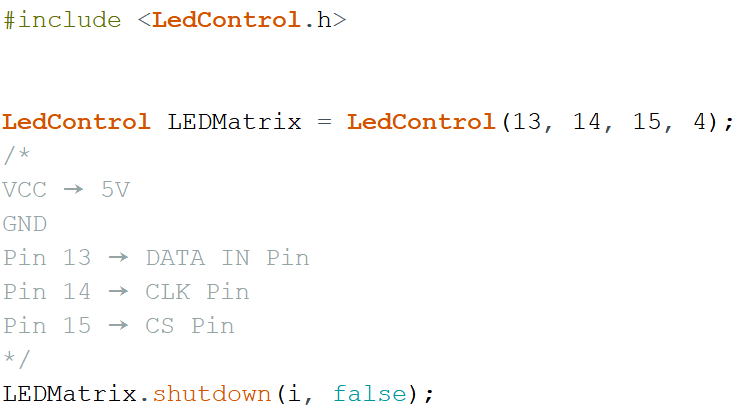 #include <LedControl.h>
LedControl LEDMatrix = LedControl(13, 14, 15, 4);
/*
VCC → 5V
GND
Pin 13 → DATA IN Pin
Pin 14 → CLK Pin
Pin 15 → CS Pin
*/
LEDMatrix.shutdown(i, false);